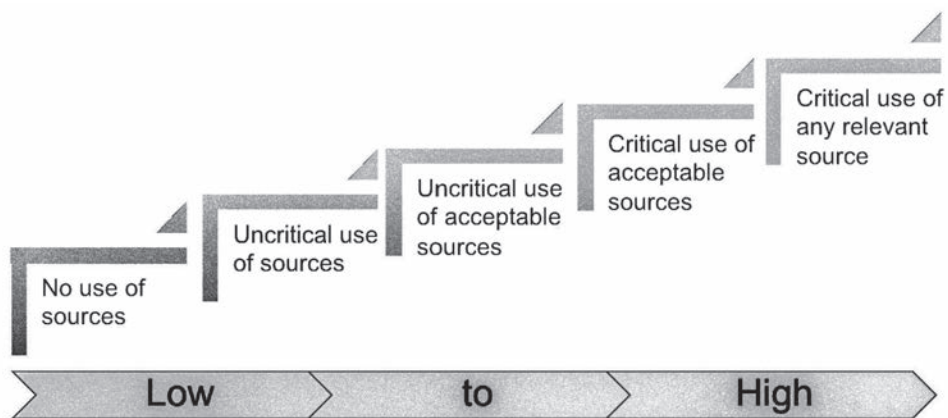 No use of
sources
Uncritical use
of sources
Uncritical use
of acceptable
sources
Critical use of
acceptable
sources
Critical use of
any relevant
source
Low
to
High